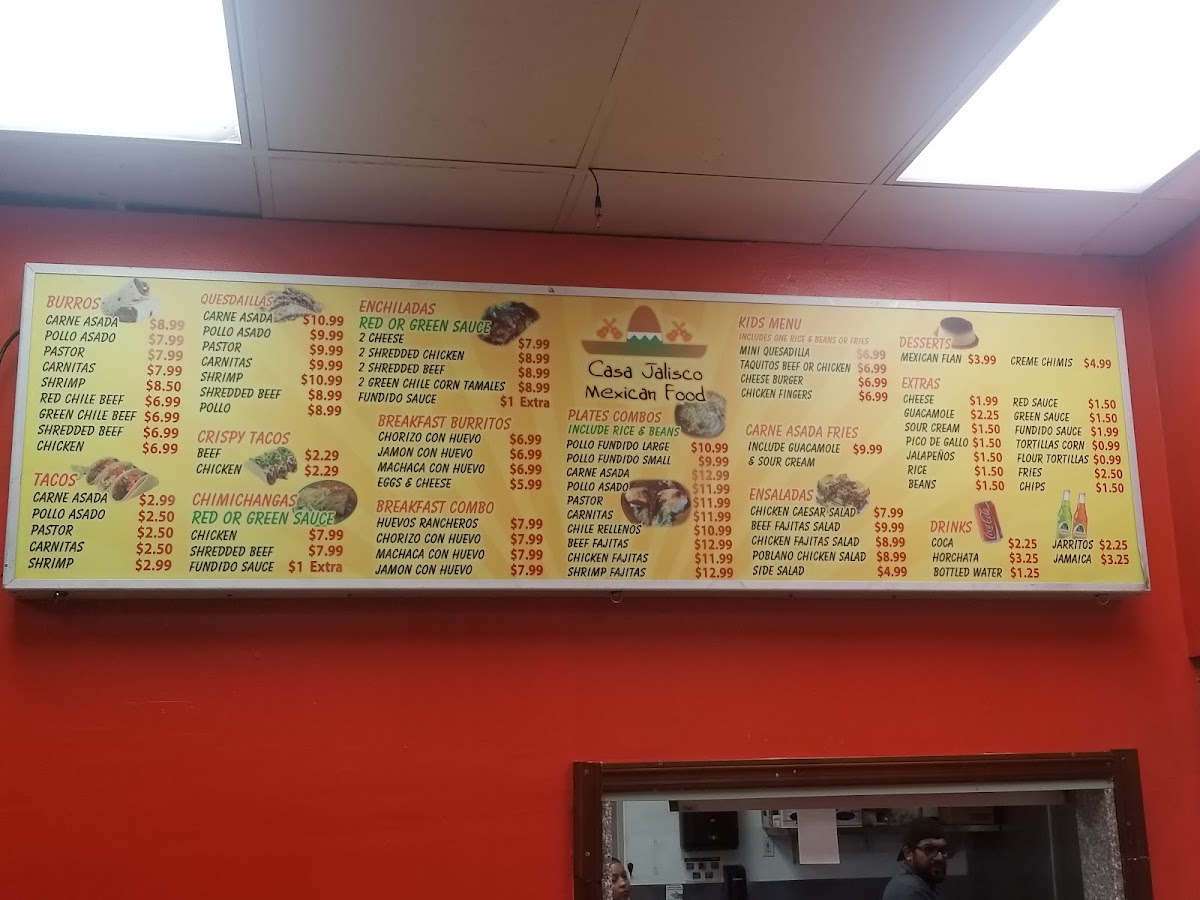 BURROS
CARNE ASADA $8.99
POLLO ASADO $7.99
PASTOR $7.99
CARNITAS $7.99
SHRIMP $8.50
RED CHILE BEEF $6.99
GREEN CHILE BEEF $6.99
SHREDDED BEEF $6.99
CHICKEN $6.99
TACOS
CARNE ASADA $2.99
POLLO ASADO $2.50
PASTOR $2.50
CARNITAS $2.50
SHRIMP $2.99
QUESDAILLAS
CARNE ASADA $10.99
POLLO ASADO $9.99
PASTOR $9.99
CARNITAS $9.99
SHRIMP $10.99
SHREDDED BEEF $8.99
POLLO $8.99
CRISPY TACOS
BEEF $2.29
CHICKEN $2.29
CHIMICHANGAS
RED OR GREEN SAUCE
CHICKEN $7.99
SHREDDED BEEF $7.99
FUNDIDO SAUCE $1 Extra
ENCHILADAS
RED OR GREEN SAUCE
2 CHEESE $7.99
2 SHREDDED CHICKEN $8.99
2 SHREDDED BEEF $8.99
2 GREEN CHILE CORN TAMALES $8.99
FUNDIDO SAUCE $1 Extra
BREAKFAST BURRITOS
CHORIZO CON HUEVO $6.99
JAMON CON HUEVO $6.99
MACHACA CON HUEVO $6.99
EGGS & CHEESE $5.99
BREAKFAST COMBO
HUEVOS RANCHEROS $7.99
CHORIZO CON HUEVO $7.99
MACHACA CON HUEVO $7.99
JAMON CON HUEVO $7.99
Casa Jalisco
Mexican Food
PLATES COMBOS
INCLUDE RICE & BEANS
POLLO FUNDIDO LARGE $10.99
POLLO FUNDIDO SMALL $9.99
CARNE ASADA $12.99
POLLO ASADO $11.99
PASTOR $11.99
CARNITAS $11.99
CHILE RELLENOS $10.99
BEEF FAJITAS $12.99
CHICKEN FAJITAS $11.99
SHRIMP FAJITAS $12.99
KIDS MENU
INCLUDES ONE RICE & BEANS OR FRIES
MINI QUESADILLA $6.99
TAQUITOS BEEF OR CHICKEN $6.99
CHEESE BURGER $6.99
CHICKEN FINGERS $6.99
CARNE ASADA FRIES
INCLUDE GUACAMOLE $9.99
& SOUR CREAM
ENSALADAS
CHICKEN CAESAR SALAD $7.99
BEEF FAJITAS SALAD $9.99
CHICKEN FAJITAS SALAD $8.99
POBLANO CHICKEN SALAD $8.99
SIDE SALAD $4.99
DESSERTS
MEXICAN FLAN $3.99 CREME CHIMIS $4.99
EXTRAS
CHEESE $1.99
GUACAMOLE $2.25
SOUR CREAM $1.50
PICO DE GALLO $1.50
JALAPEÑOS $1.50
RICE $1.50
BEANS $1.50
RED SAUCE $1.50
GREEN SAUCE $1.50
FUNDIDO SAUCE $1.99
TORTILLAS CORN $0.99
FLOUR TORTILLAS $0.99
FRIES $2.50
CHIPS $1.50
DRINKS
COCA $2.25
HORCHATA $3.25
BOTTLED WATER $1.25
JARRITOS $2.25
JAMAICA $3.25